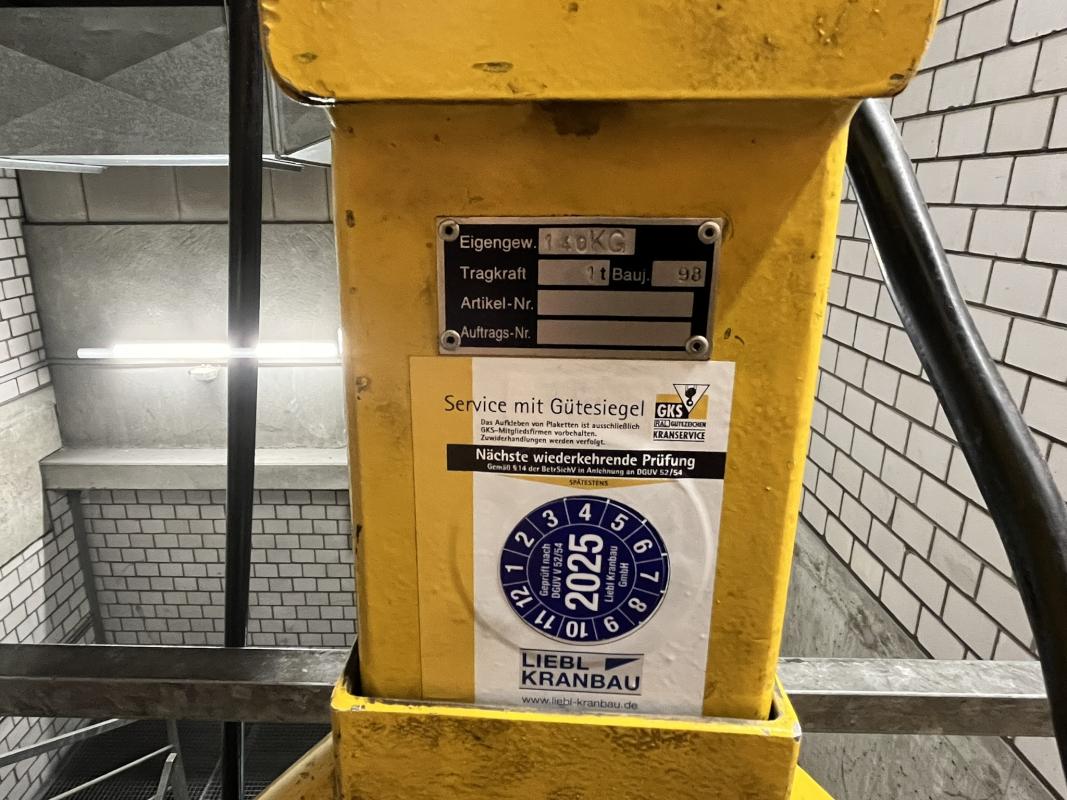 Eigengew. 140KG
Tragkraft 1t Bauj. 98
Artikel-Nr.
Auftrags-Nr.
Service mit Gütesiegel
Das Aufkleben von Plaketten ist ausschließlich
GKS-Mitgliedsfirmen vorbehalten.
Zuwiderhandlungen werden verfolgt.
GKS
RAL GÜTEZEICHEN
KRANSERVICE
Nächste wiederkehrende Prüfung
Gemäß §14 der BetrSichV in Anlehnung an DGUV 52/54
SPÄTESTENS
1 2 3 4 5 6 7 8 9 10 11 12
Geprüft nach
DGUV V 52/54
2025
Liebl Kranbau
GmbH
LIEBL
KRANBAU
www.liebl-kranbau.de